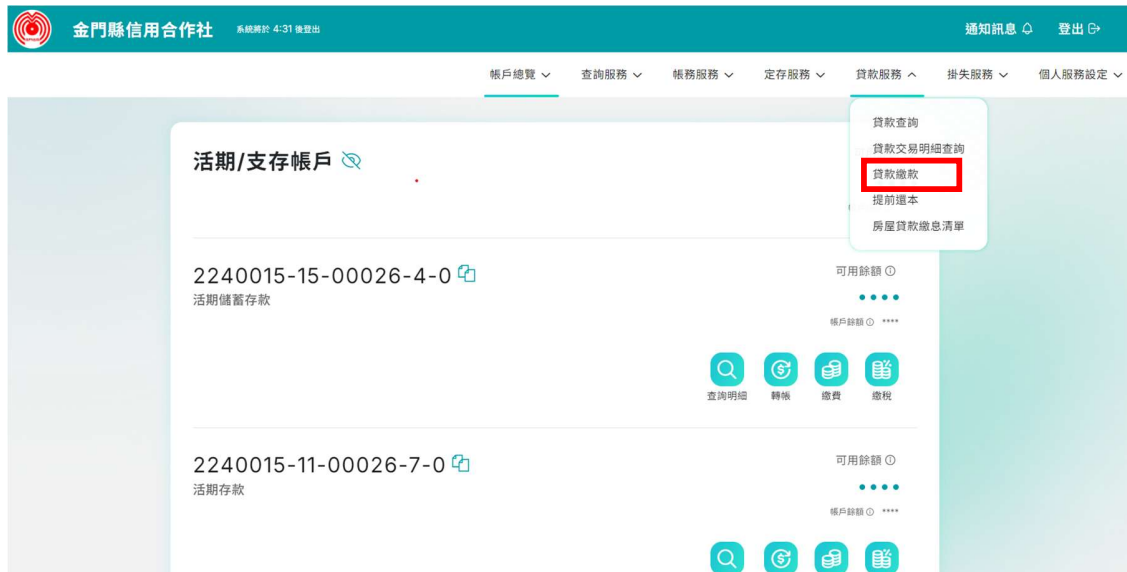 金門縣信用合作社 系統將於 4:31 後登出 通知訊息 登出
帳戶總覽 查詢服務 帳務服務 定存服務 貸款服務 掛失服務 個人服務設定
貸款查詢
貸款交易明細查詢
貸款繳款
提前還本
房屋貸款繳息清單
活期/支存帳戶
2240015-15-00026-4-0
活期儲蓄存款
可用餘額
帳戶餘額 ****
查詢明細 轉帳 繳費 繳稅
2240015-11-00026-7-0
活期存款
可用餘額
帳戶餘額 ****